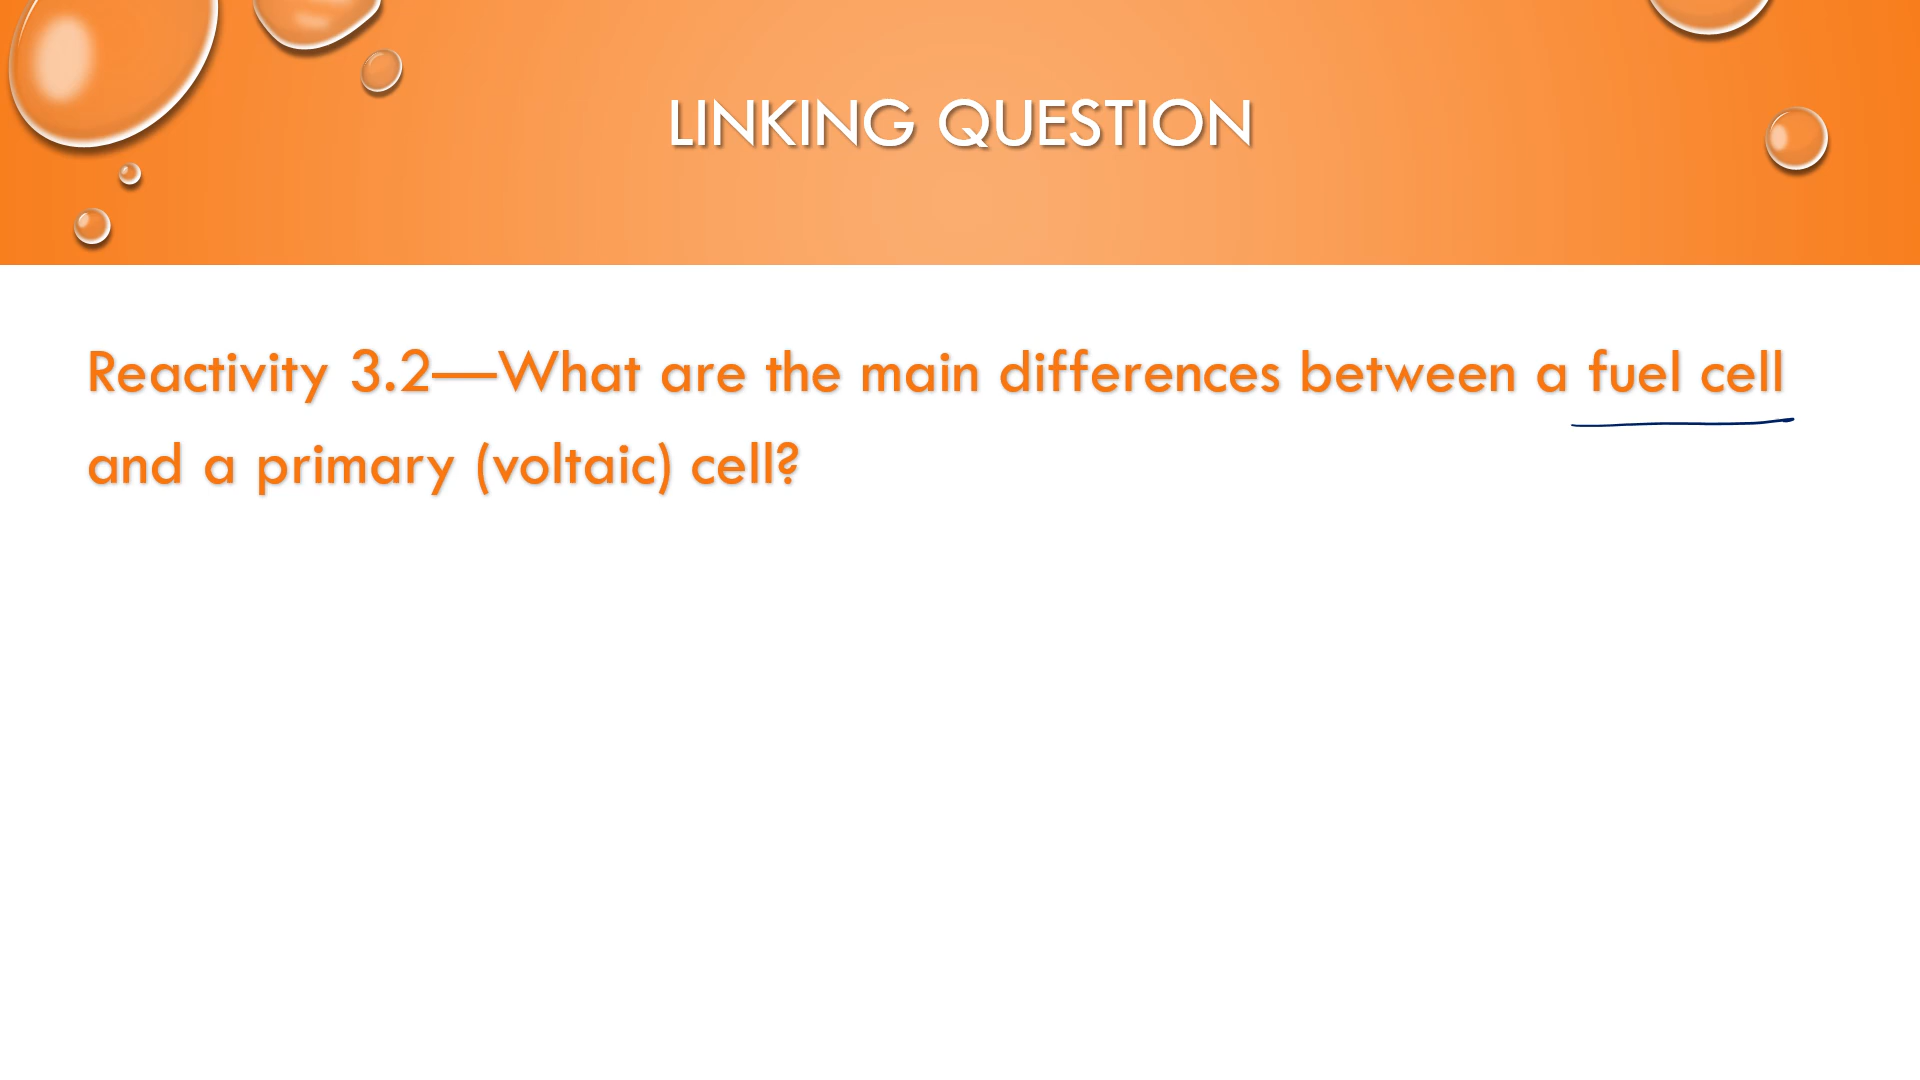 LINKING QUESTION
Reactivity 3.2—What are the main differences between a fuel cell
and a primary (voltaic) cell?